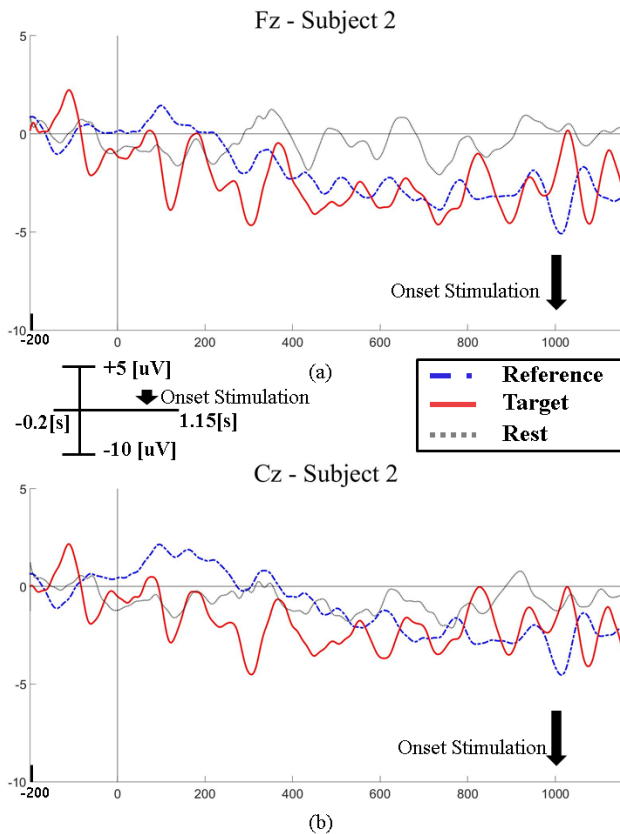 Fz - Subject 2
5
0
-5
-10
Onset Stimulation
-200
0
200
400
600
800
1000
(a)
+5 [uV]
Onset Stimulation
-0.2[s]
1.15[s]
-10 [uV]
Reference
Target
Rest
Cz - Subject 2
5
0
-5
-10
Onset Stimulation
-200
0
200
400
600
800
1000
(b)